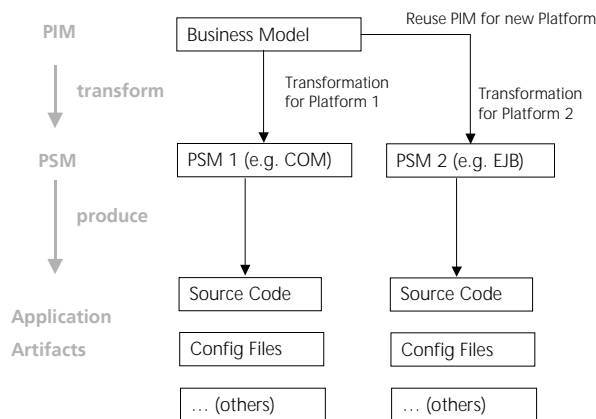 Reuse PIM for new Platform
PIM
Business Model
transform
Transformation
for Platform 1
Transformation
for Platform 2
PSM
PSM 1 (e.g. COM)
PSM 2 (e.g. EJB)
produce
Source Code
Source Code
Application
Artifacts
Config Files
Config Files
... (others)
... (others)